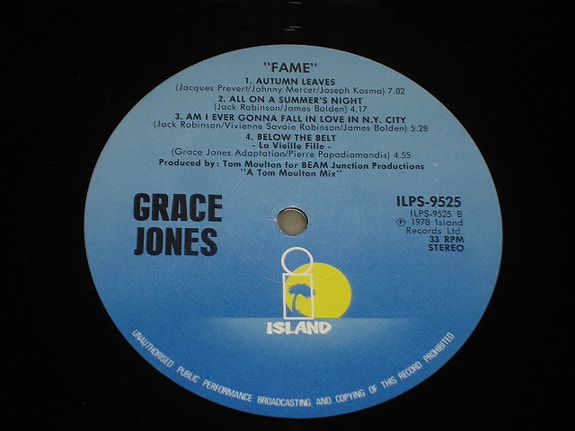 "FAME"
1. AUTUMN LEAVES
(Jacques Prevert/Johnny Mercer/Joseph Kosma) 7.02
2. ALL ON A SUMMER'S NIGHT
(Jack Robinson/James Bolden) 4.17
3. AM I EVER GONNA FALL IN LOVE IN N.Y. CITY
(Jack Robinson/Vivienne Savoie Robinson/James Bolden) 5.28
4. BELOW THE BELT
- La Vieille Fille -
(Grace Jones Adaptation/Pierre Papadiamandis) 4.55
Produced by: Tom Moulton for BEAM Junction Productions
"A Tom Moulton Mix"
GRACE
JONES
ILPS-9525
ILPS-9525 B
℗ 1978 Island
Records Ltd.
33 RPM
STEREO
ISLAND
UNAUTHORISED PUBLIC PERFORMANCE BROADCASTING AND COPYING OF THIS RECORD PROHIBITED